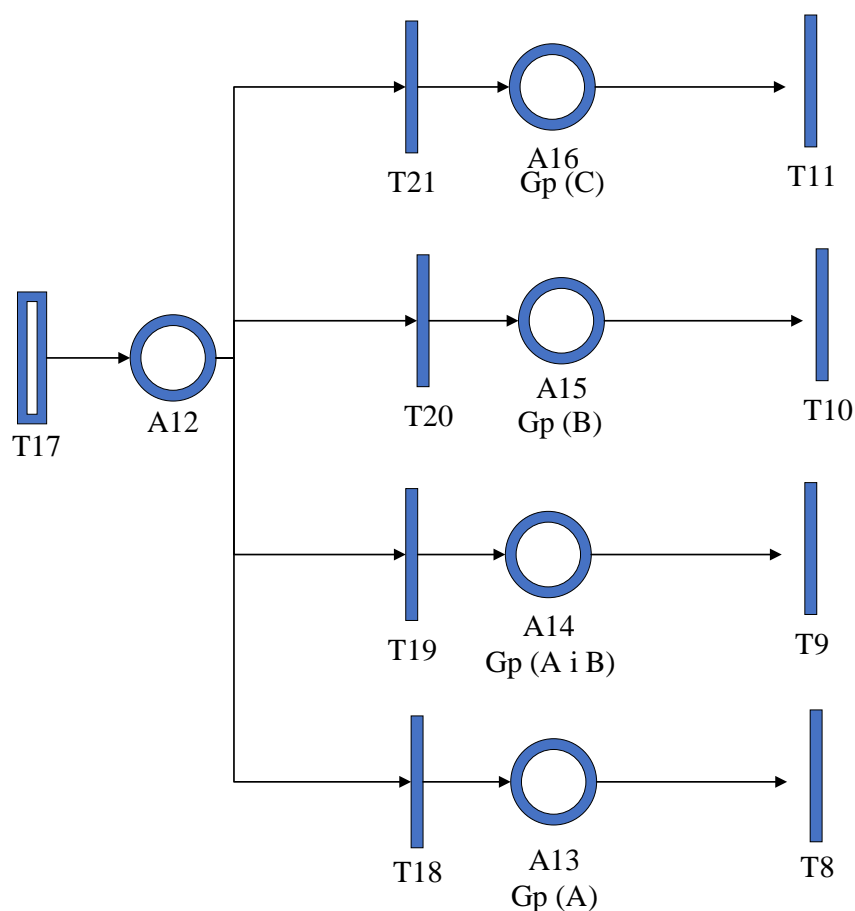 A16
Gp (C)
T21
T11
A15
Gp (B)
T20
T10
T17
A12
A14
Gp (A i B)
T19
T9
A13
Gp (A)
T18
T8